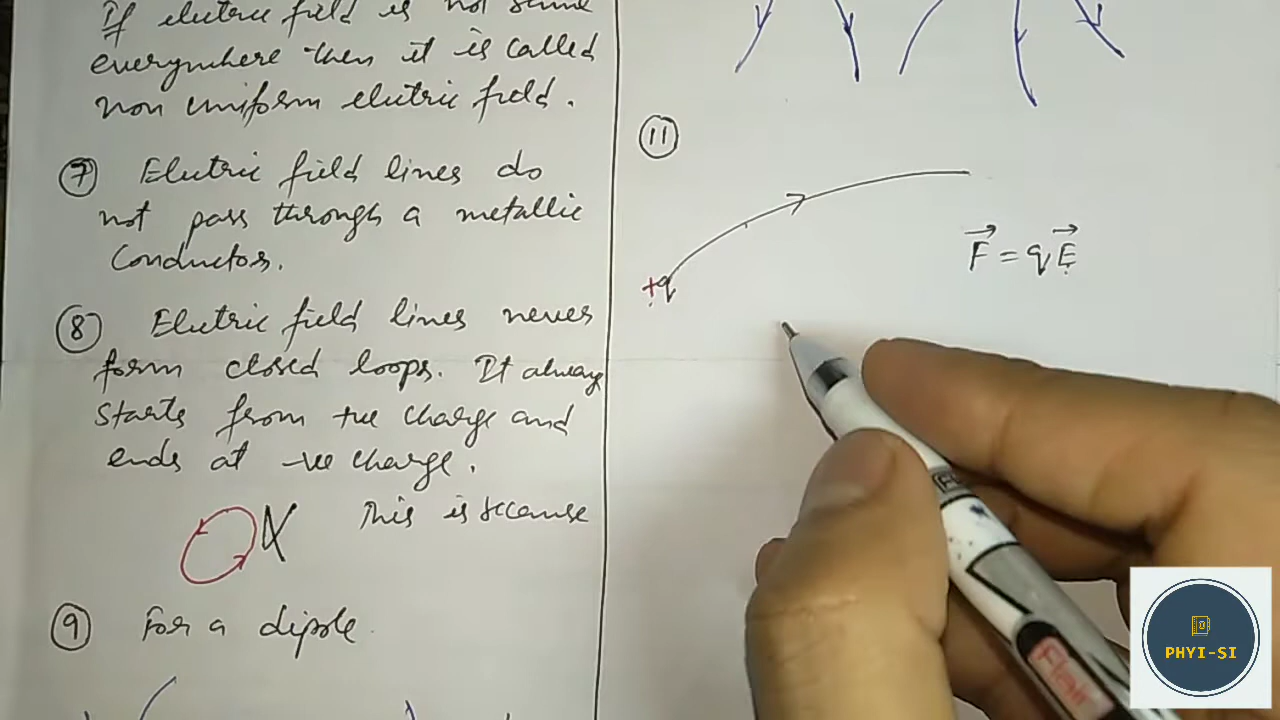 If electric field is not same
everywhere then it is called
non uniform electric field.
⑦ Electric field lines do
not pass through a metallic
Conductor.
⑧ Electric field lines never
form closed loops. It always
starts from +ve charge and
ends at -ve charge.
This is because
⑨ For a dipole
⑪
+q
F = qE
Flair
PHYI-SI